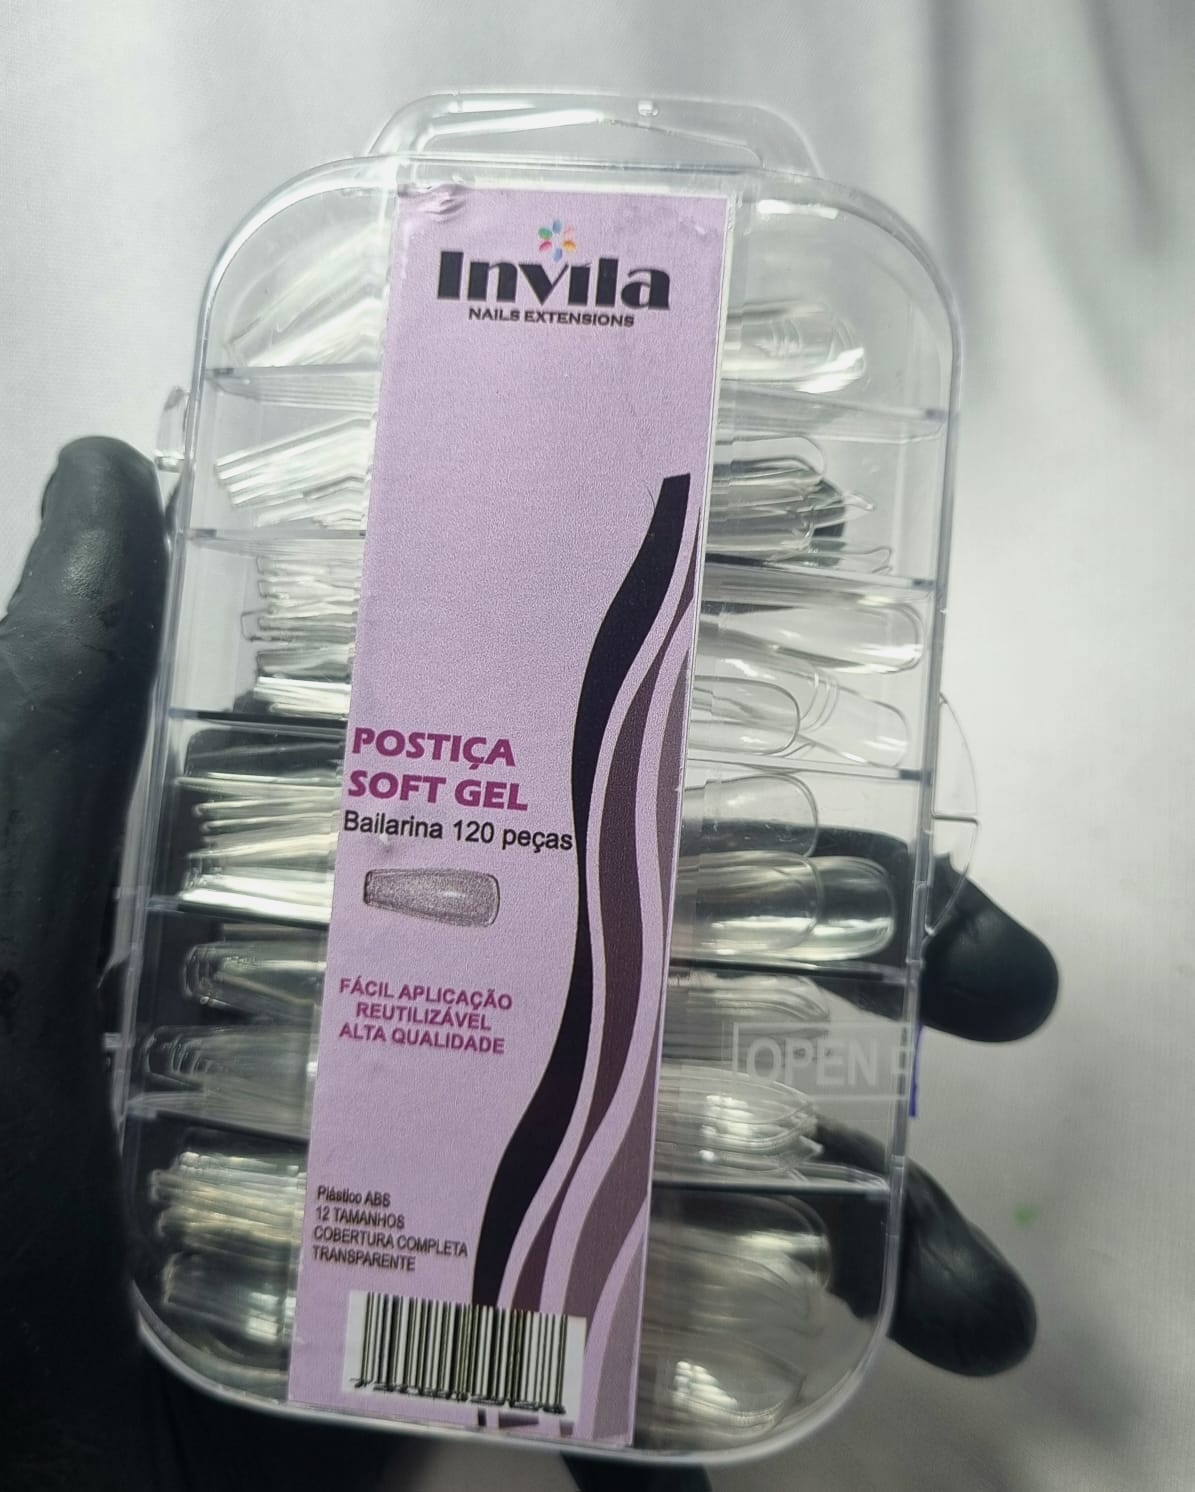 Invila
NAILS EXTENSIONS
POSTIÇA
SOFT GEL
Bailarina 120 peças
FÁCIL APLICAÇÃO
REUTILIZÁVEL
ALTA QUALIDADE
OPEN
Plástico ABS
12 TAMANHOS
COBERTURA COMPLETA
TRANSPARENTE